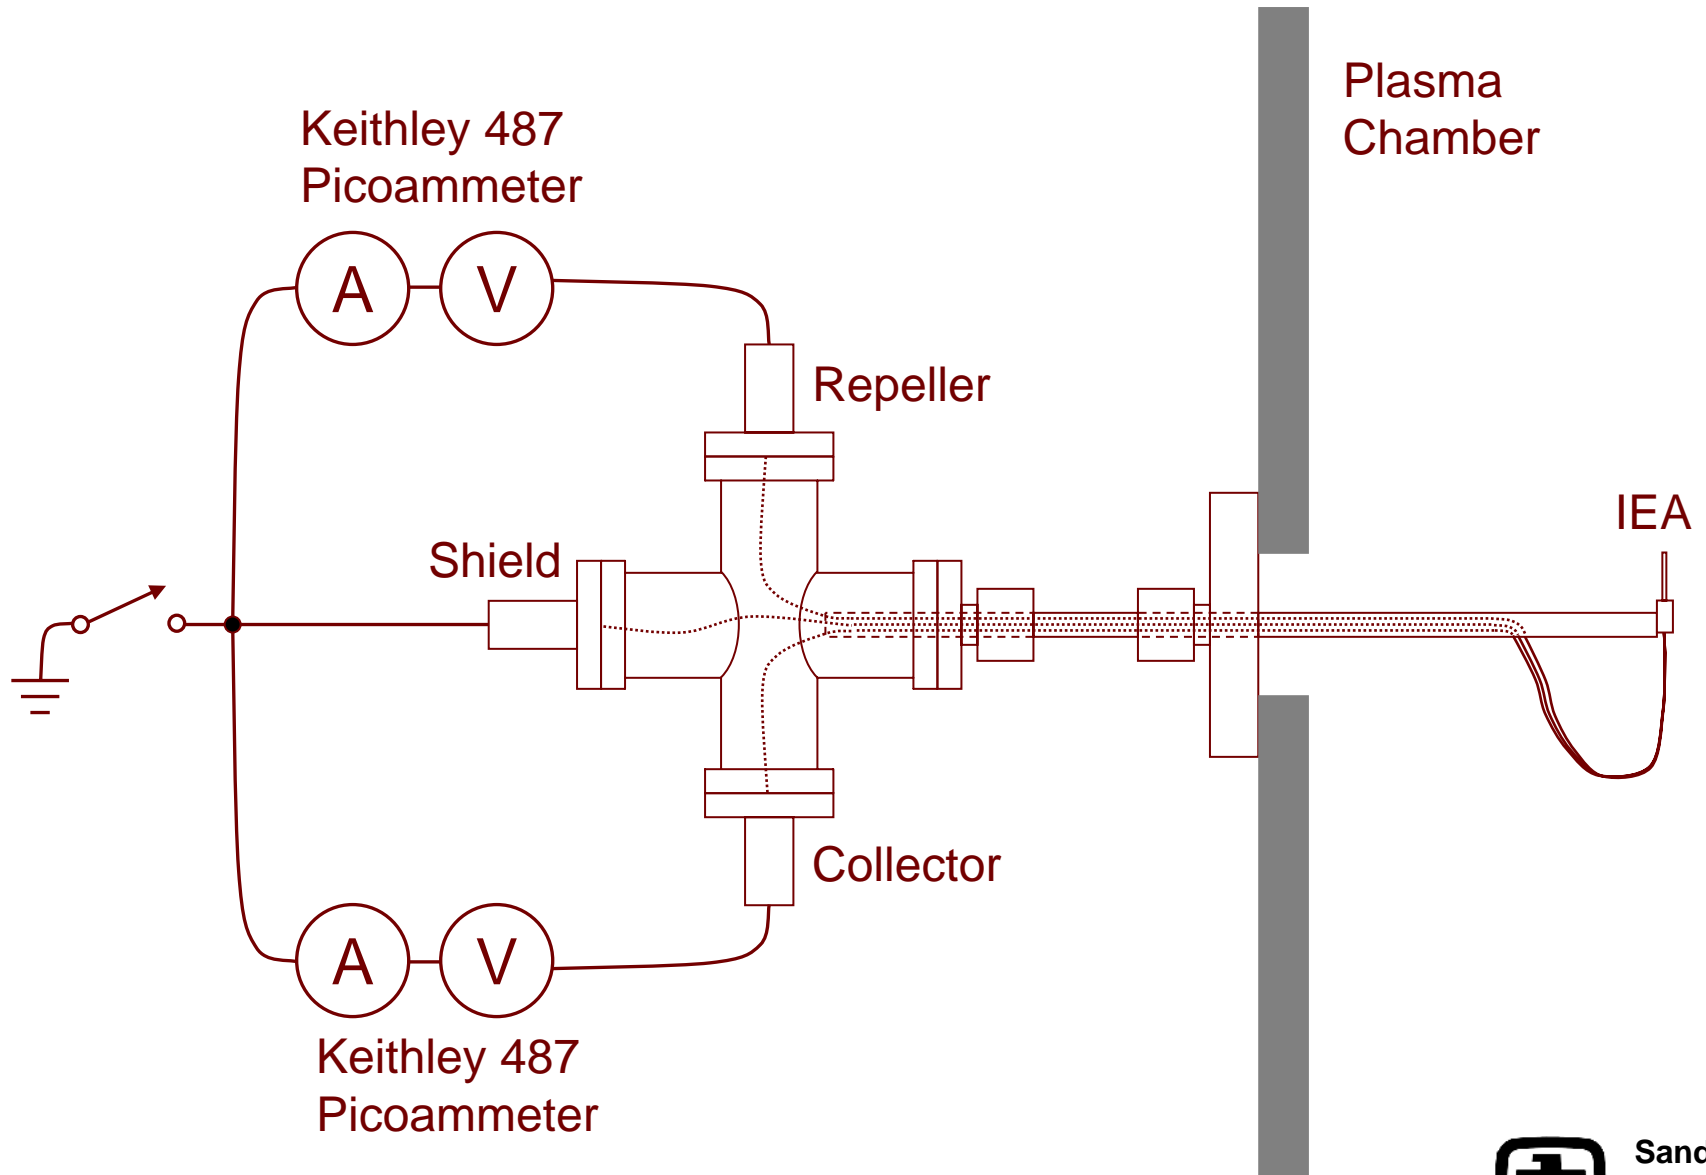 Plasma
Chamber
Keithley 487
Picoammeter
A
V
Repeller
IEA
Shield
Collector
A
V
Keithley 487
Picoammeter